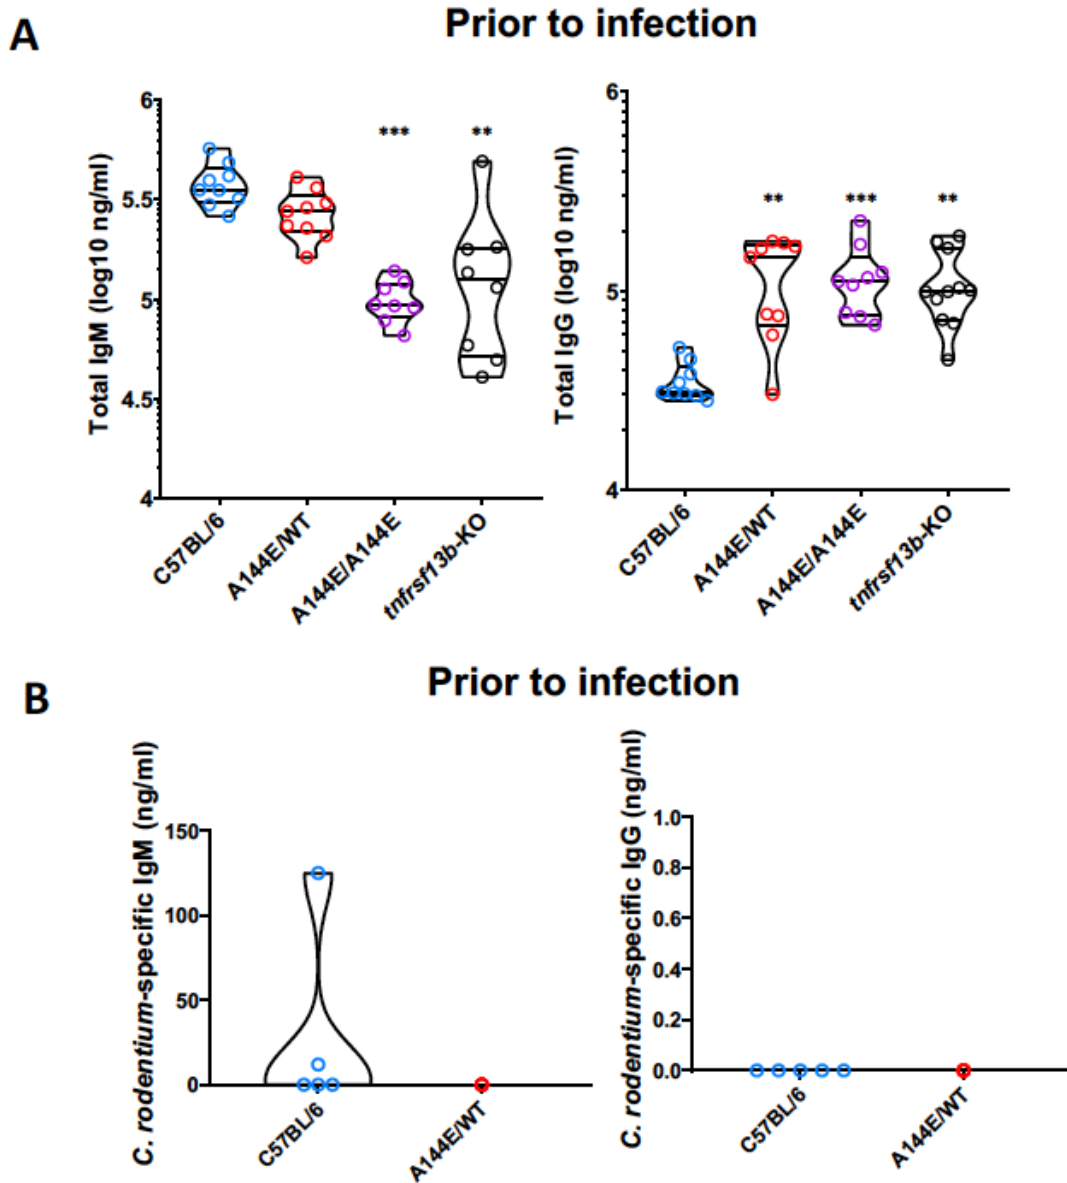 A
Prior to infection
Total IgM (log10 ng/ml)
6
5.5
5
4.5
4
***
**
C57BL/6
A144E/WT
A144E/A144E
tnfrsf13b-KO
Total IgG (log10 ng/ml)
6
5
4
**
***
**
C57BL/6
A144E/WT
A144E/A144E
tnfrsf13b-KO
B
Prior to infection
C. rodentium-specific IgM (ng/ml)
150
100
50
0
C57BL/6
A144E/WT
C. rodentium-specific IgG (ng/ml)
1.0
0.8
0.6
0.4
0.2
0.0
C57BL/6
A144E/WT